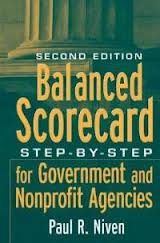 SECOND EDITION
Balanced
Scorecard
STEP-BY-STEP
for Government and
Nonprofit Agencies
Paul R. Niven